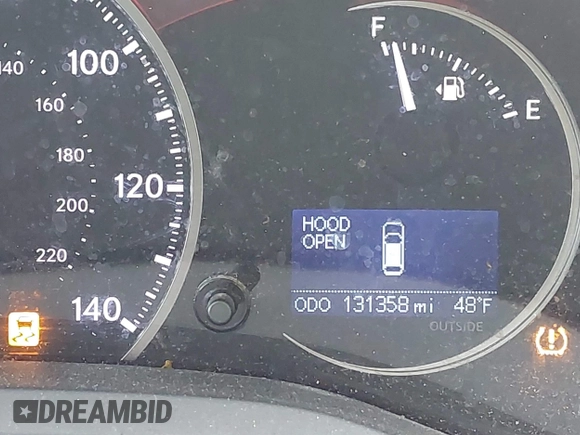 F
E
100
140
160
180
120
200
220
140
HOOD
OPEN
ODO 131358 mi 48°F
OUTSIDE
DREAMBID